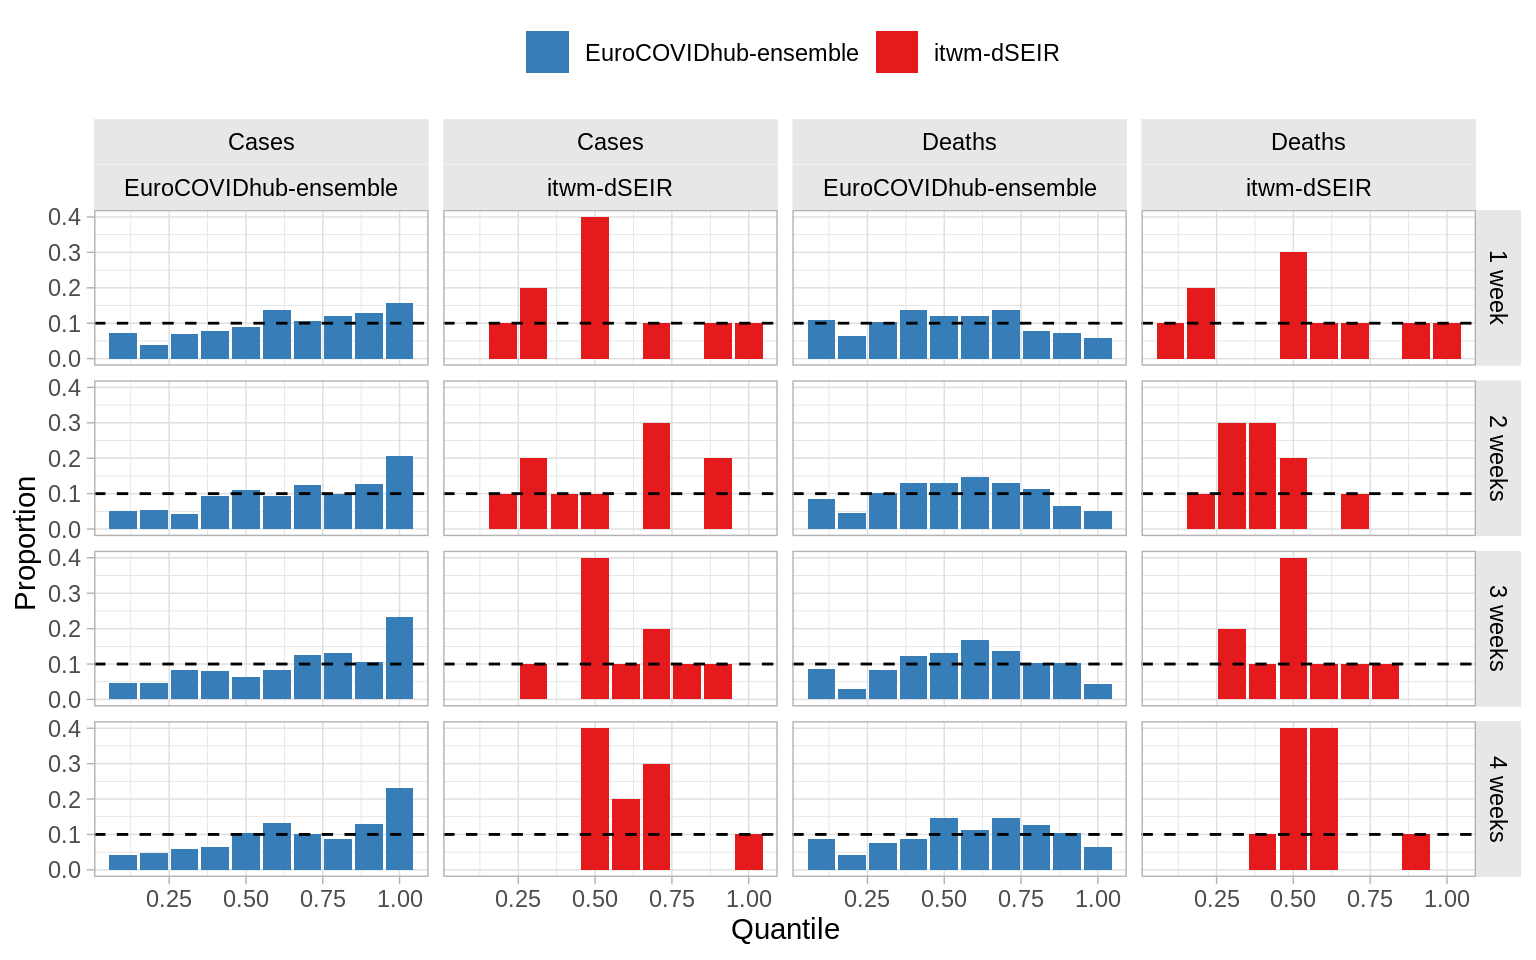 EuroCOVIDhub-ensemble itwm-dSEIR
Cases Cases Deaths Deaths
EuroCOVIDhub-ensemble itwm-dSEIR EuroCOVIDhub-ensemble itwm-dSEIR
0.4
0.3
0.2
0.1
0.0
1 week
0.4
0.3
0.2
0.1
0.0
2 weeks
0.4
0.3
0.2
0.1
0.0
3 weeks
0.4
0.3
0.2
0.1
0.0
4 weeks
Proportion
0.25 0.50 0.75 1.00 0.25 0.50 0.75 1.00 0.25 0.50 0.75 1.00 0.25 0.50 0.75 1.00
Quantile